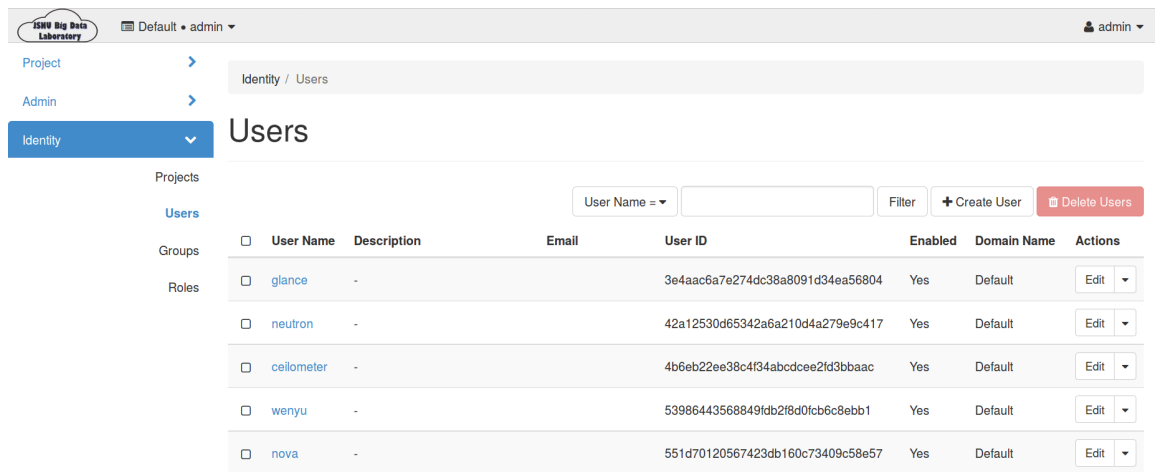 JSNU Big Data
Laboratory
Default • admin
admin
Project
Admin
Identity
Projects
Users
Groups
Roles
Identity / Users
Users
User Name =
Filter
Create User
Delete Users
User Name Description Email User ID Enabled Domain Name Actions
glance - 3e4aac6a7e274dc38a8091d34ea56804 Yes Default Edit
neutron - 42a12530d65342a6a210d4a279e9c417 Yes Default Edit
ceilometer - 4b6eb22ee38c4f34abcdcee2fd3bbaac Yes Default Edit
wenyu - 53986443568849fdb2f8d0fcb6c8ebb1 Yes Default Edit
nova - 551d70120567423db160c73409c58e57 Yes Default Edit